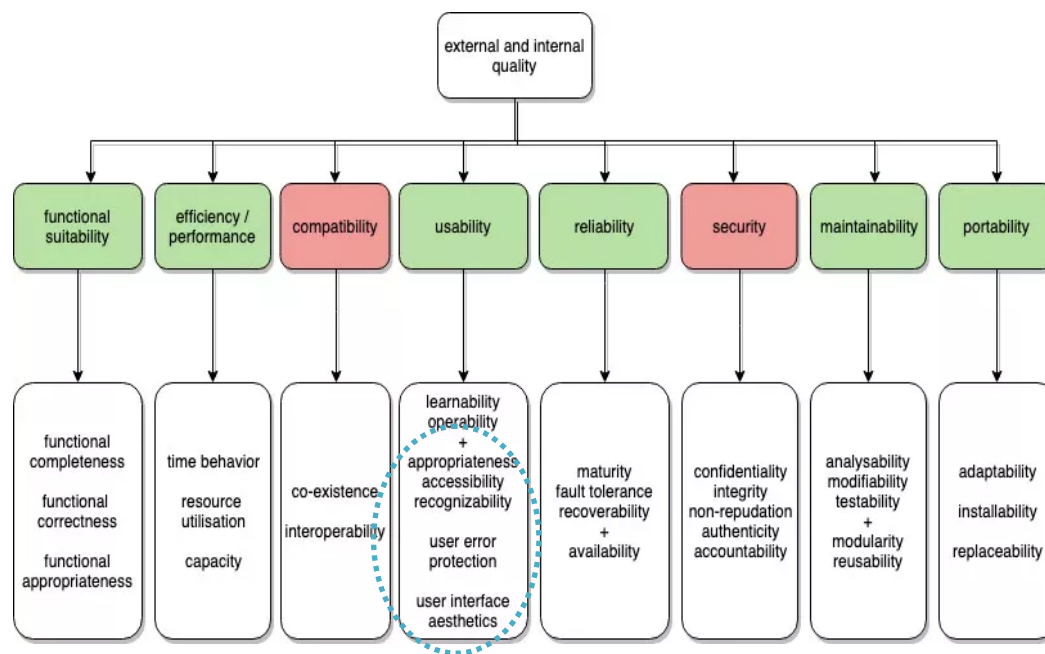 external and internal
quality
functional
suitability
efficiency /
performance
compatibility
usability
reliability
security
maintainability
portability
functional
completeness
functional
correctness
functional
appropriateness
time behavior
resource
utilisation
capacity
co-existence
interoperability
learnability
operability
+
appropriateness
accessibility
recognizability
user error
protection
user interface
aesthetics
maturity
fault tolerance
recoverability
+
availability
confidentiality
integrity
non-repudation
authenticity
accountability
analysability
modifiability
testability
+
modularity
reusability
adaptability
installability
replaceability